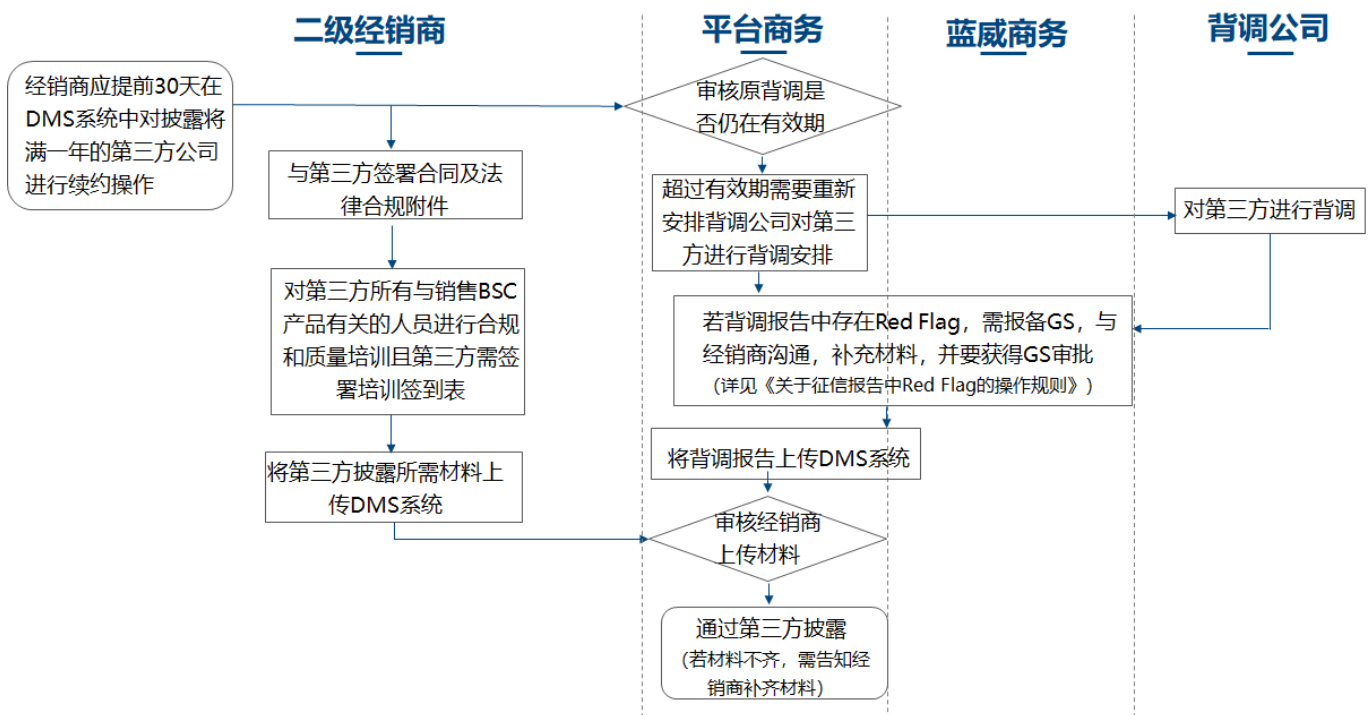 二级经销商
平台商务
蓝威商务
背调公司
经销商应提前30天在
DMS系统中对披露将
满一年的第三方公司
进行续约操作
审核原背调是
否仍在有效期
与第三方签署合同及法
律合规附件
超过有效期需要重新
安排背调公司对第三
方进行背调安排
对第三方进行背调
对第三方所有与销售BSC
产品有关的人员进行合规
和质量培训且第三方需签
署培训签到表
若背调报告中存在Red Flag，需报备GS，与
经销商沟通，补充材料，并要获得GS审批
（详见《关于征信报告中Red Flag的操作规则》）
将背调报告上传DMS系统
将第三方披露所需材料上
传DMS系统
审核经销商
上传材料
通过第三方披露
（若材料不齐，需告知经
销商补齐材料）